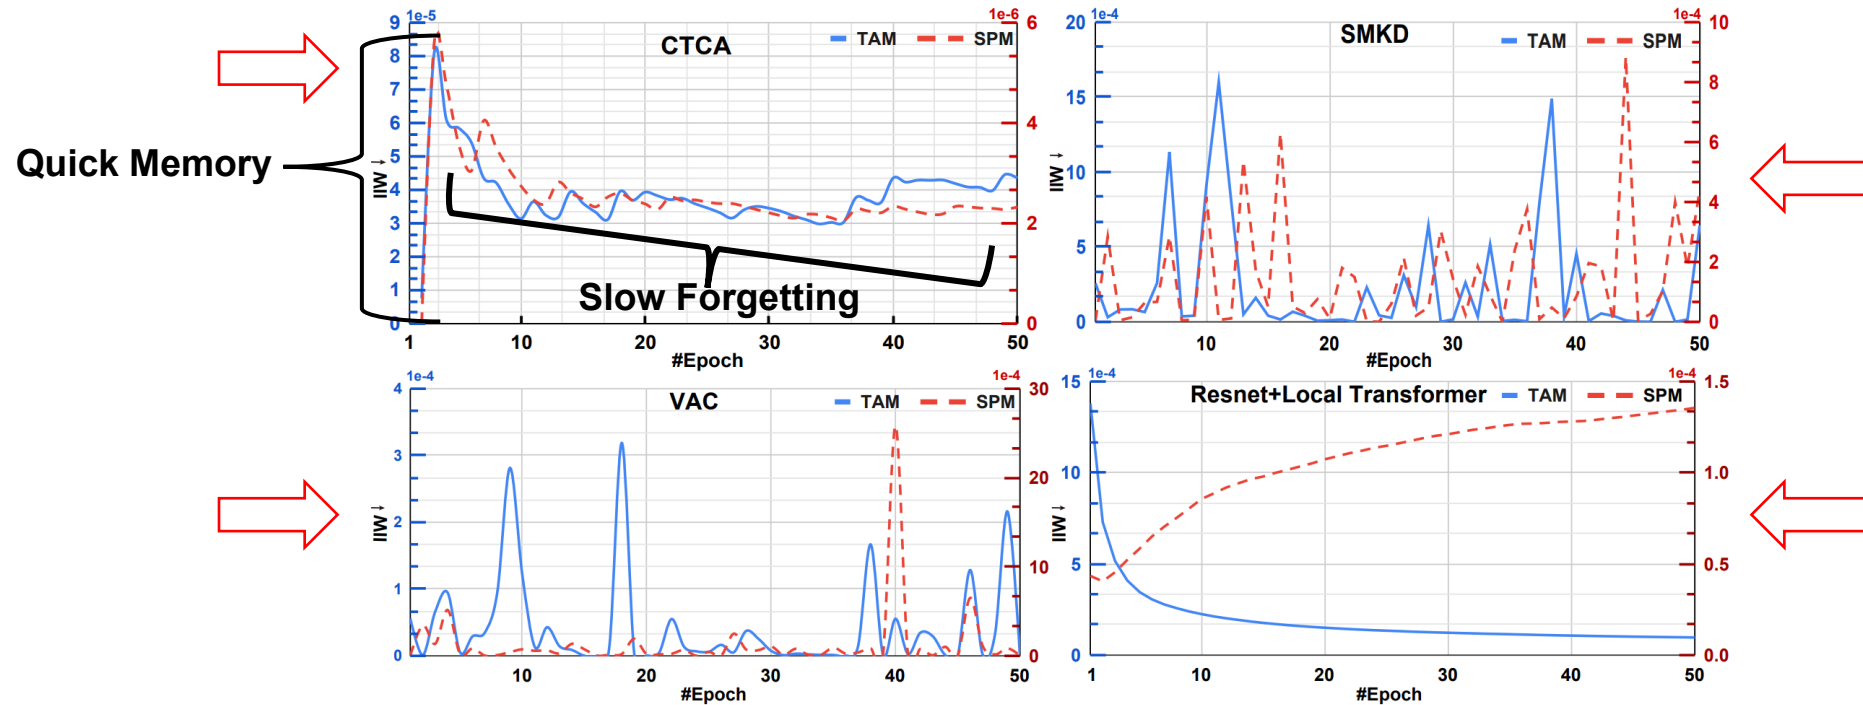 CTCA
9 1e-5
1e-6 6
TAM SPM
8
7
6
4
5
4
3
2
2
1
0
0
IIW ↓
1 10 20 30 40 50
#Epoch
Quick Memory
Slow Forgetting
SMKD
20 1e-4
1e-4 10
TAM SPM
15
8
10
6
4
5
2
0
0
IIW ↓
10 20 30 40 50
#Epoch
VAC
4 1e-4
1e-4 30
TAM SPM
3
20
2
10
1
0
0
IIW ↓
10 20 30 40 50
#Epoch
Resnet+Local Transformer
15 1e-4
1e-4 1.5
TAM SPM
10
1.0
5
0.5
0
0.0
IIW ↓
1 10 20 30 40 50
#Epoch